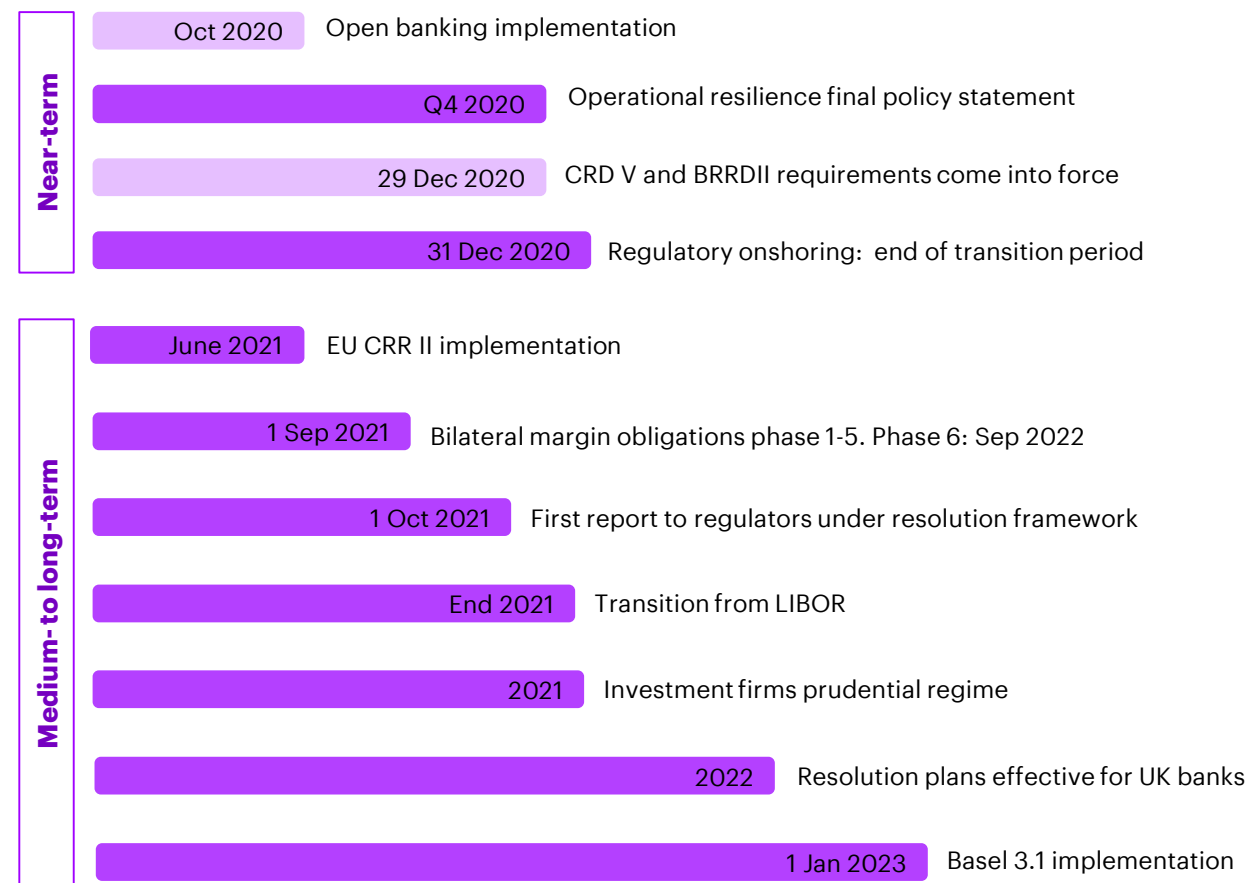 Near-term
Oct 2020 Open banking implementation
Q4 2020 Operational resilience final policy statement
29 Dec 2020 CRD V and BRRDII requirements come into force
31 Dec 2020 Regulatory onshoring: end of transition period
Medium- to long-term
June 2021 EU CRR II implementation
1 Sep 2021 Bilateral margin obligations phase 1-5. Phase 6: Sep 2022
1 Oct 2021 First report to regulators under resolution framework
End 2021 Transition from LIBOR
2021 Investment firms prudential regime
2022 Resolution plans effective for UK banks
1 Jan 2023 Basel 3.1 implementation